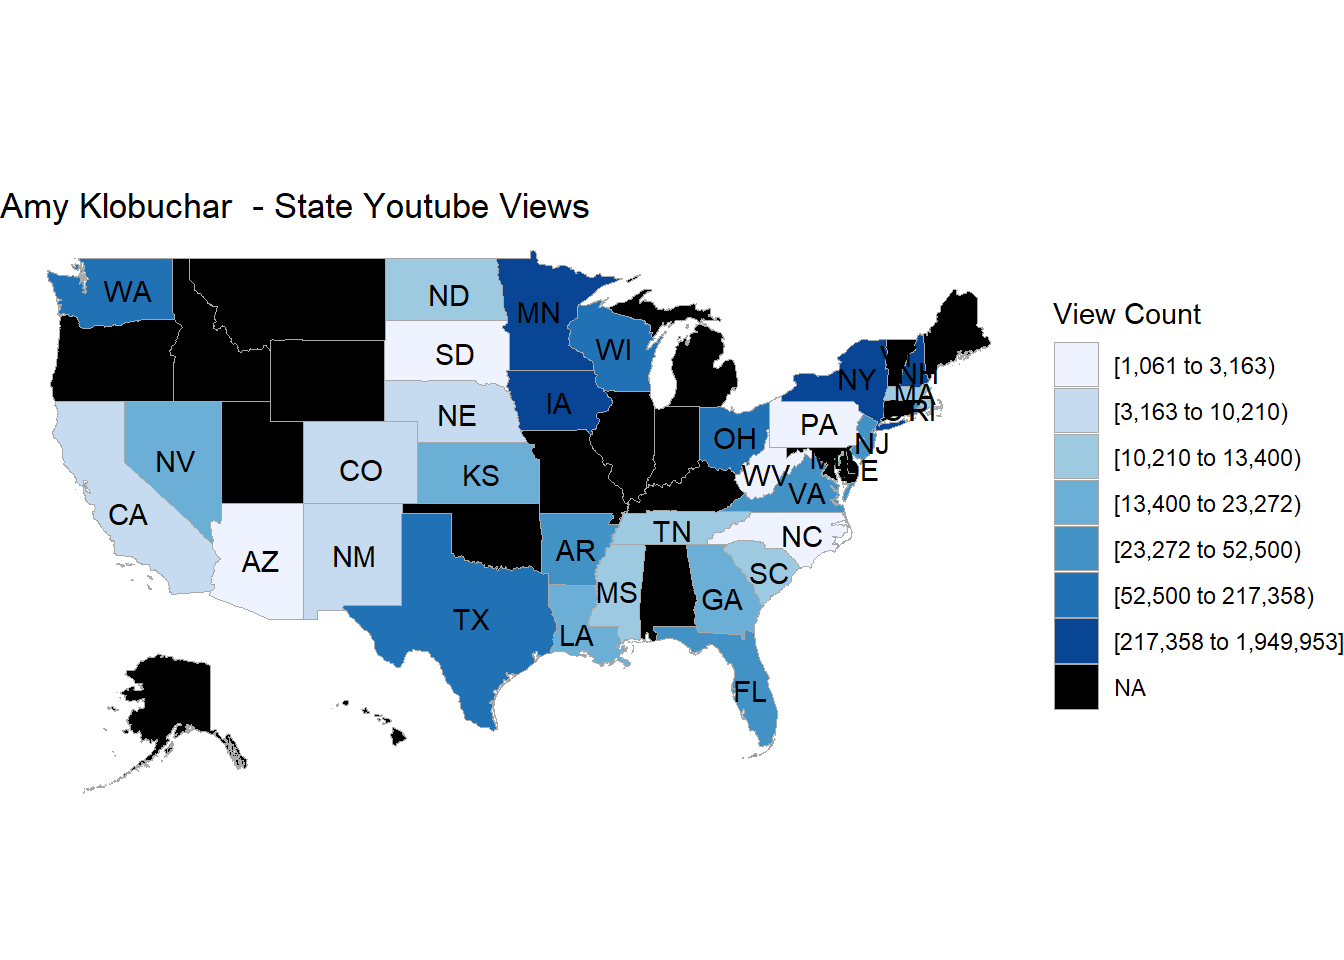 Amy Klobuchar  - State Youtube Views
WA
ND
MN
SD
WI
NH
NY
MA
NE
IA
RI
PA
OH
NJ
NV
CO
KS
WV
DE
VA
CA
TN
NC
AZ
NM
AR
SC
MS
GA
TX
LA
FL
View Count
[1,061 to 3,163)
[3,163 to 10,210)
[10,210 to 13,400)
[13,400 to 23,272)
[23,272 to 52,500)
[52,500 to 217,358)
[217,358 to 1,949,953]
NA